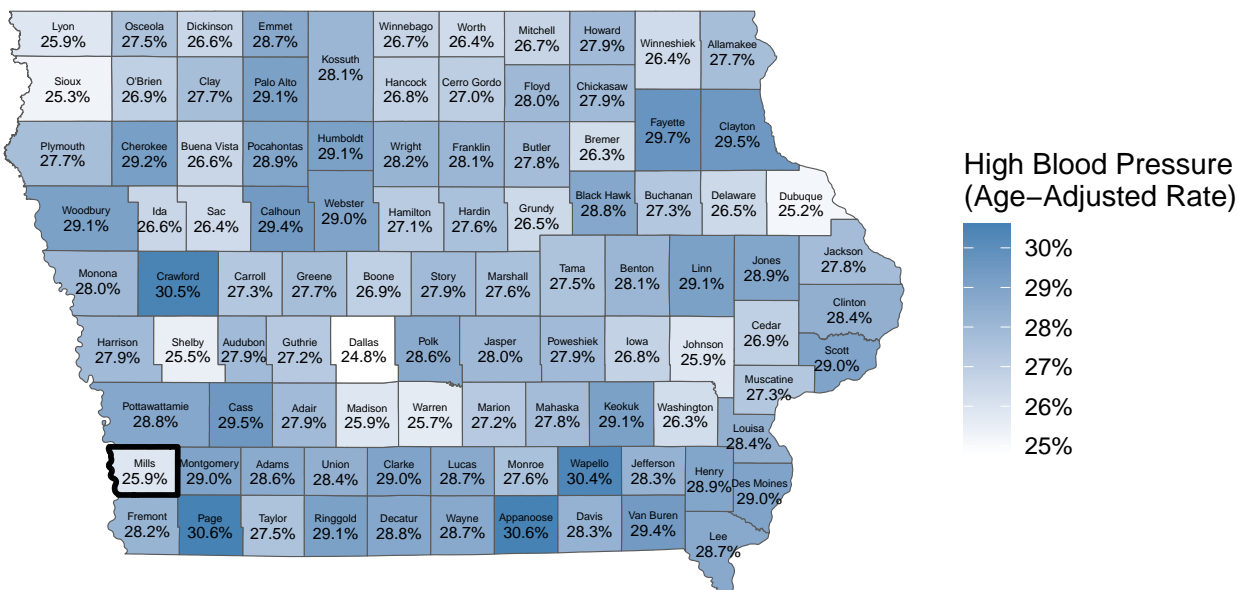 Lyon
25.9%
Osceola
27.5%
Dickinson
26.6%
Emmet
28.7%
Kossuth
28.1%
Winnebago
26.7%
Worth
26.4%
Mitchell
26.7%
Howard
27.9%
Winneshiek
26.4%
Allamakee
27.7%
Sioux
25.3%
O'Brien
26.9%
Clay
27.7%
Palo Alto
29.1%
Hancock
26.8%
Cerro Gordo
27.0%
Floyd
28.0%
Chickasaw
27.9%
Fayette
29.7%
Clayton
29.5%
Plymouth
27.7%
Cherokee
29.2%
Buena Vista
26.6%
Pocahontas
28.9%
Humboldt
29.1%
Wright
28.2%
Franklin
28.1%
Butler
27.8%
Bremer
26.3%
Woodbury
29.1%
Ida
26.6%
Sac
26.4%
Calhoun
29.4%
Webster
29.0%
Hamilton
27.1%
Hardin
27.6%
Grundy
26.5%
Black Hawk
28.8%
Buchanan
27.3%
Delaware
26.5%
Dubuque
25.2%
Monona
28.0%
Crawford
30.5%
Carroll
27.3%
Greene
27.7%
Boone
26.9%
Story
27.9%
Marshall
27.6%
Tama
27.5%
Benton
28.1%
Linn
29.1%
Jones
28.9%
Jackson
27.8%
Clinton
28.4%
Harrison
27.9%
Shelby
25.5%
Audubon
27.9%
Guthrie
27.2%
Dallas
24.8%
Polk
28.6%
Jasper
28.0%
Poweshiek
27.9%
Iowa
26.8%
Johnson
25.9%
Cedar
26.9%
Scott
29.0%
Muscatine
27.3%
Pottawattamie
28.8%
Cass
29.5%
Adair
27.9%
Madison
25.9%
Warren
25.7%
Marion
27.2%
Mahaska
27.8%
Keokuk
29.1%
Washington
26.3%
Louisa
28.4%
Mills
25.9%
Montgomery
29.0%
Adams
28.6%
Union
28.4%
Clarke
29.0%
Lucas
28.7%
Monroe
27.6%
Wapello
30.4%
Jefferson
28.3%
Henry
28.9%
Des Moines
29.0%
Fremont
28.2%
Page
30.6%
Taylor
27.5%
Ringgold
29.1%
Decatur
28.8%
Wayne
28.7%
Appanoose
30.6%
Davis
28.3%
Van Buren
29.4%
Lee
28.7%
High Blood Pressure
(Age−Adjusted Rate)
30%
29%
28%
27%
26%
25%